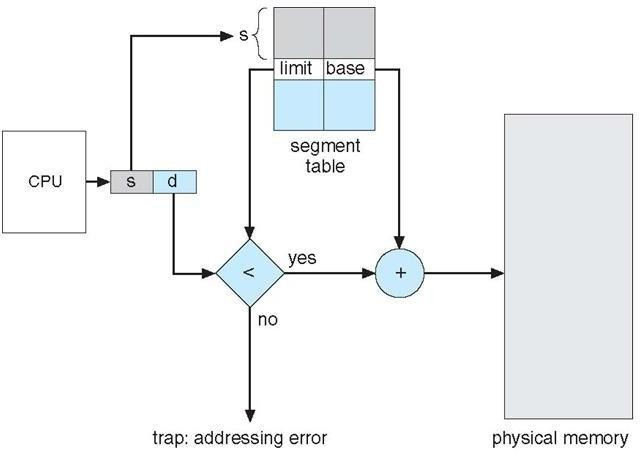 s
limit base
segment
table
CPU
s d
<
yes
+
no
trap: addressing error
physical memory